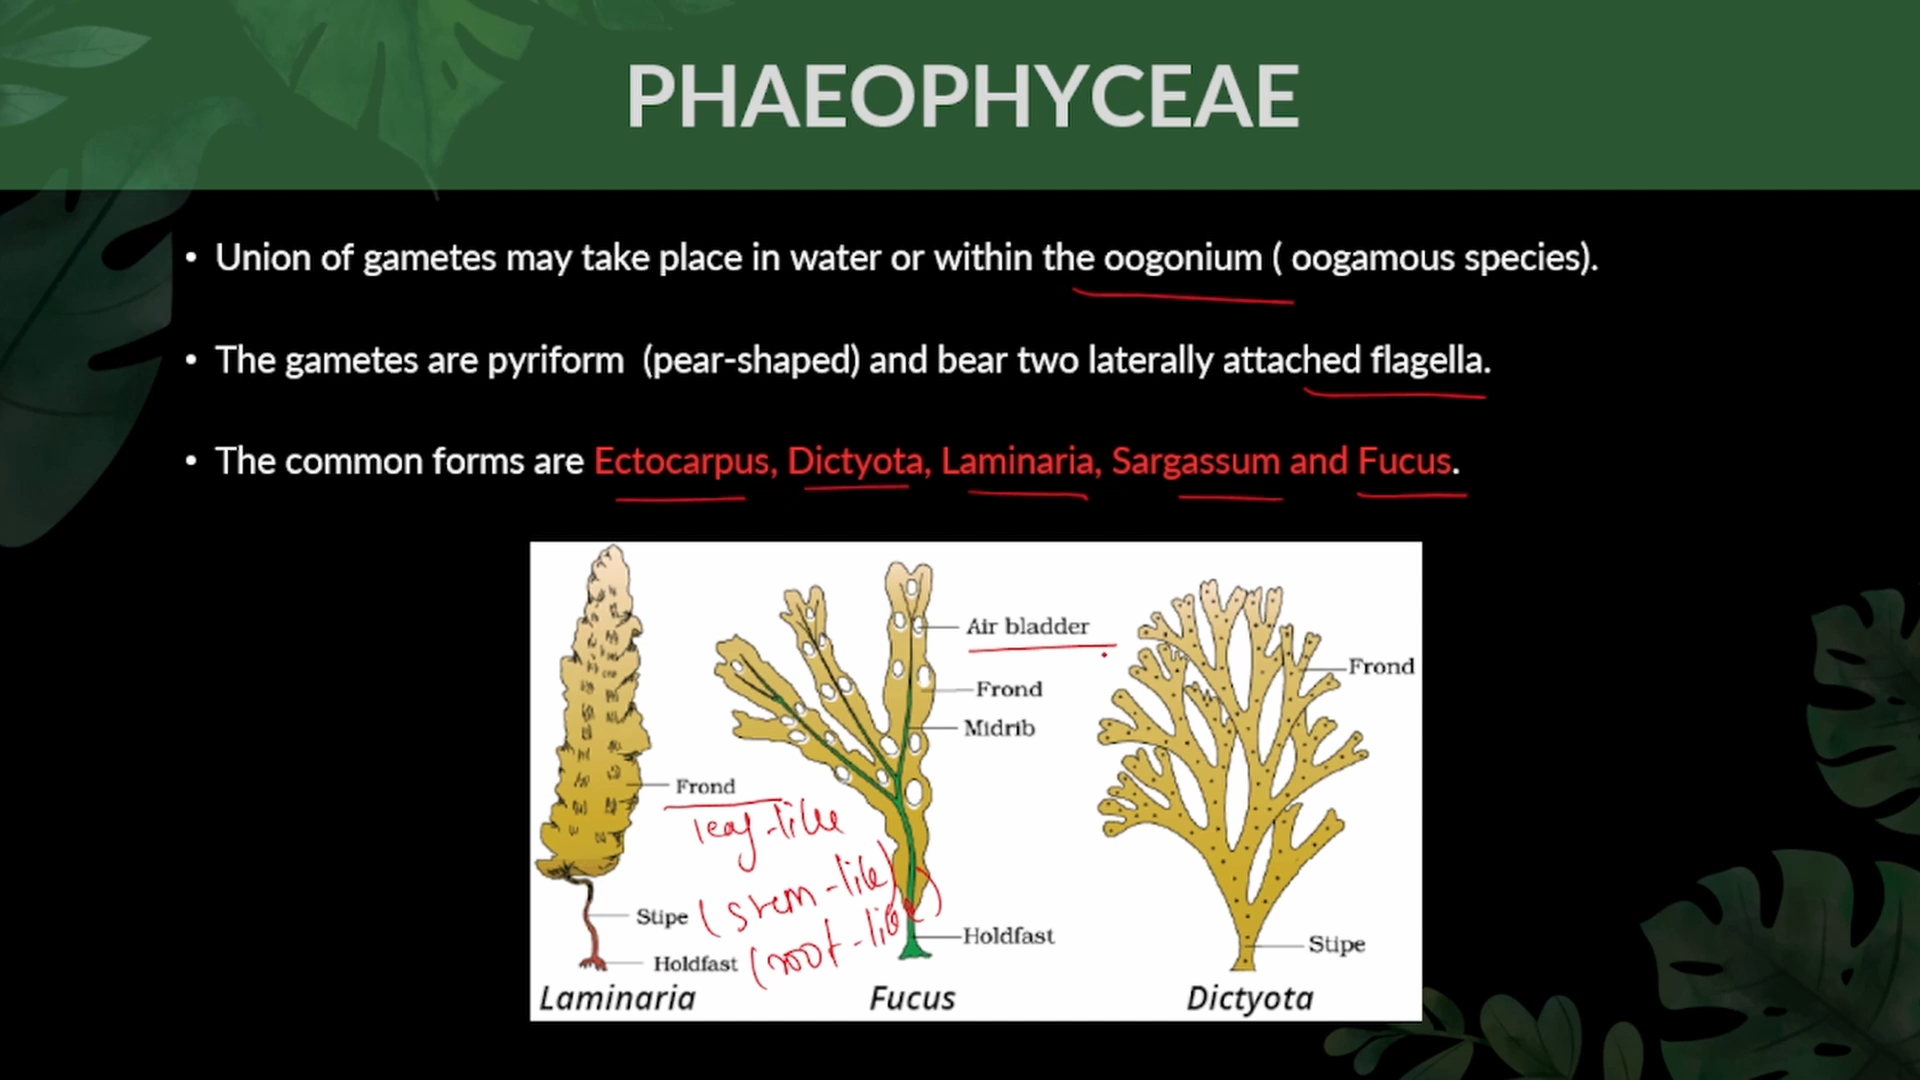 PHAEOPHYCEAE
• Union of gametes may take place in water or within the oogonium ( oogamous species).
• The gametes are pyriform (pear-shaped) and bear two laterally attached flagella.
• The common forms are Ectocarpus, Dictyota, Laminaria, Sargassum and Fucus.
Air bladder
Frond
Frond
Midrib
Frond
leaf-like
Stipe (stem-like)
Holdfast (root-like)
Holdfast
Stipe
Laminaria
Fucus
Dictyota